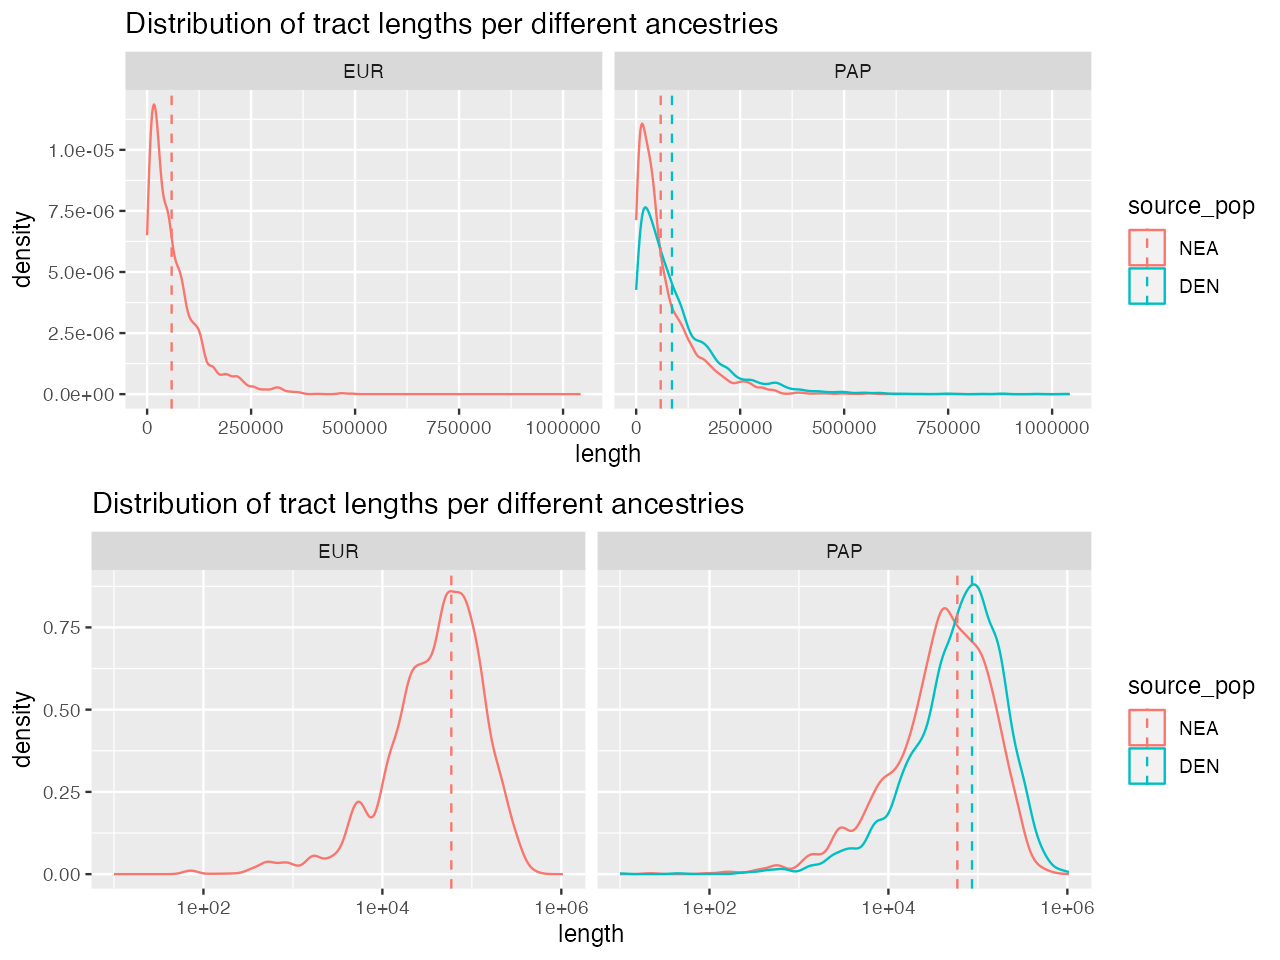 Distribution of tract lengths per different ancestries
EUR
PAP
density
1.0e-05
7.5e-06
5.0e-06
2.5e-06
0.0e+00
0 250000 500000 750000 1000000
0 250000 500000 750000 1000000
length
source_pop
NEA
DEN
Distribution of tract lengths per different ancestries
EUR
PAP
density
0.75
0.50
0.25
0.00
1e+02 1e+04 1e+06
1e+02 1e+04 1e+06
length
source_pop
NEA
DEN